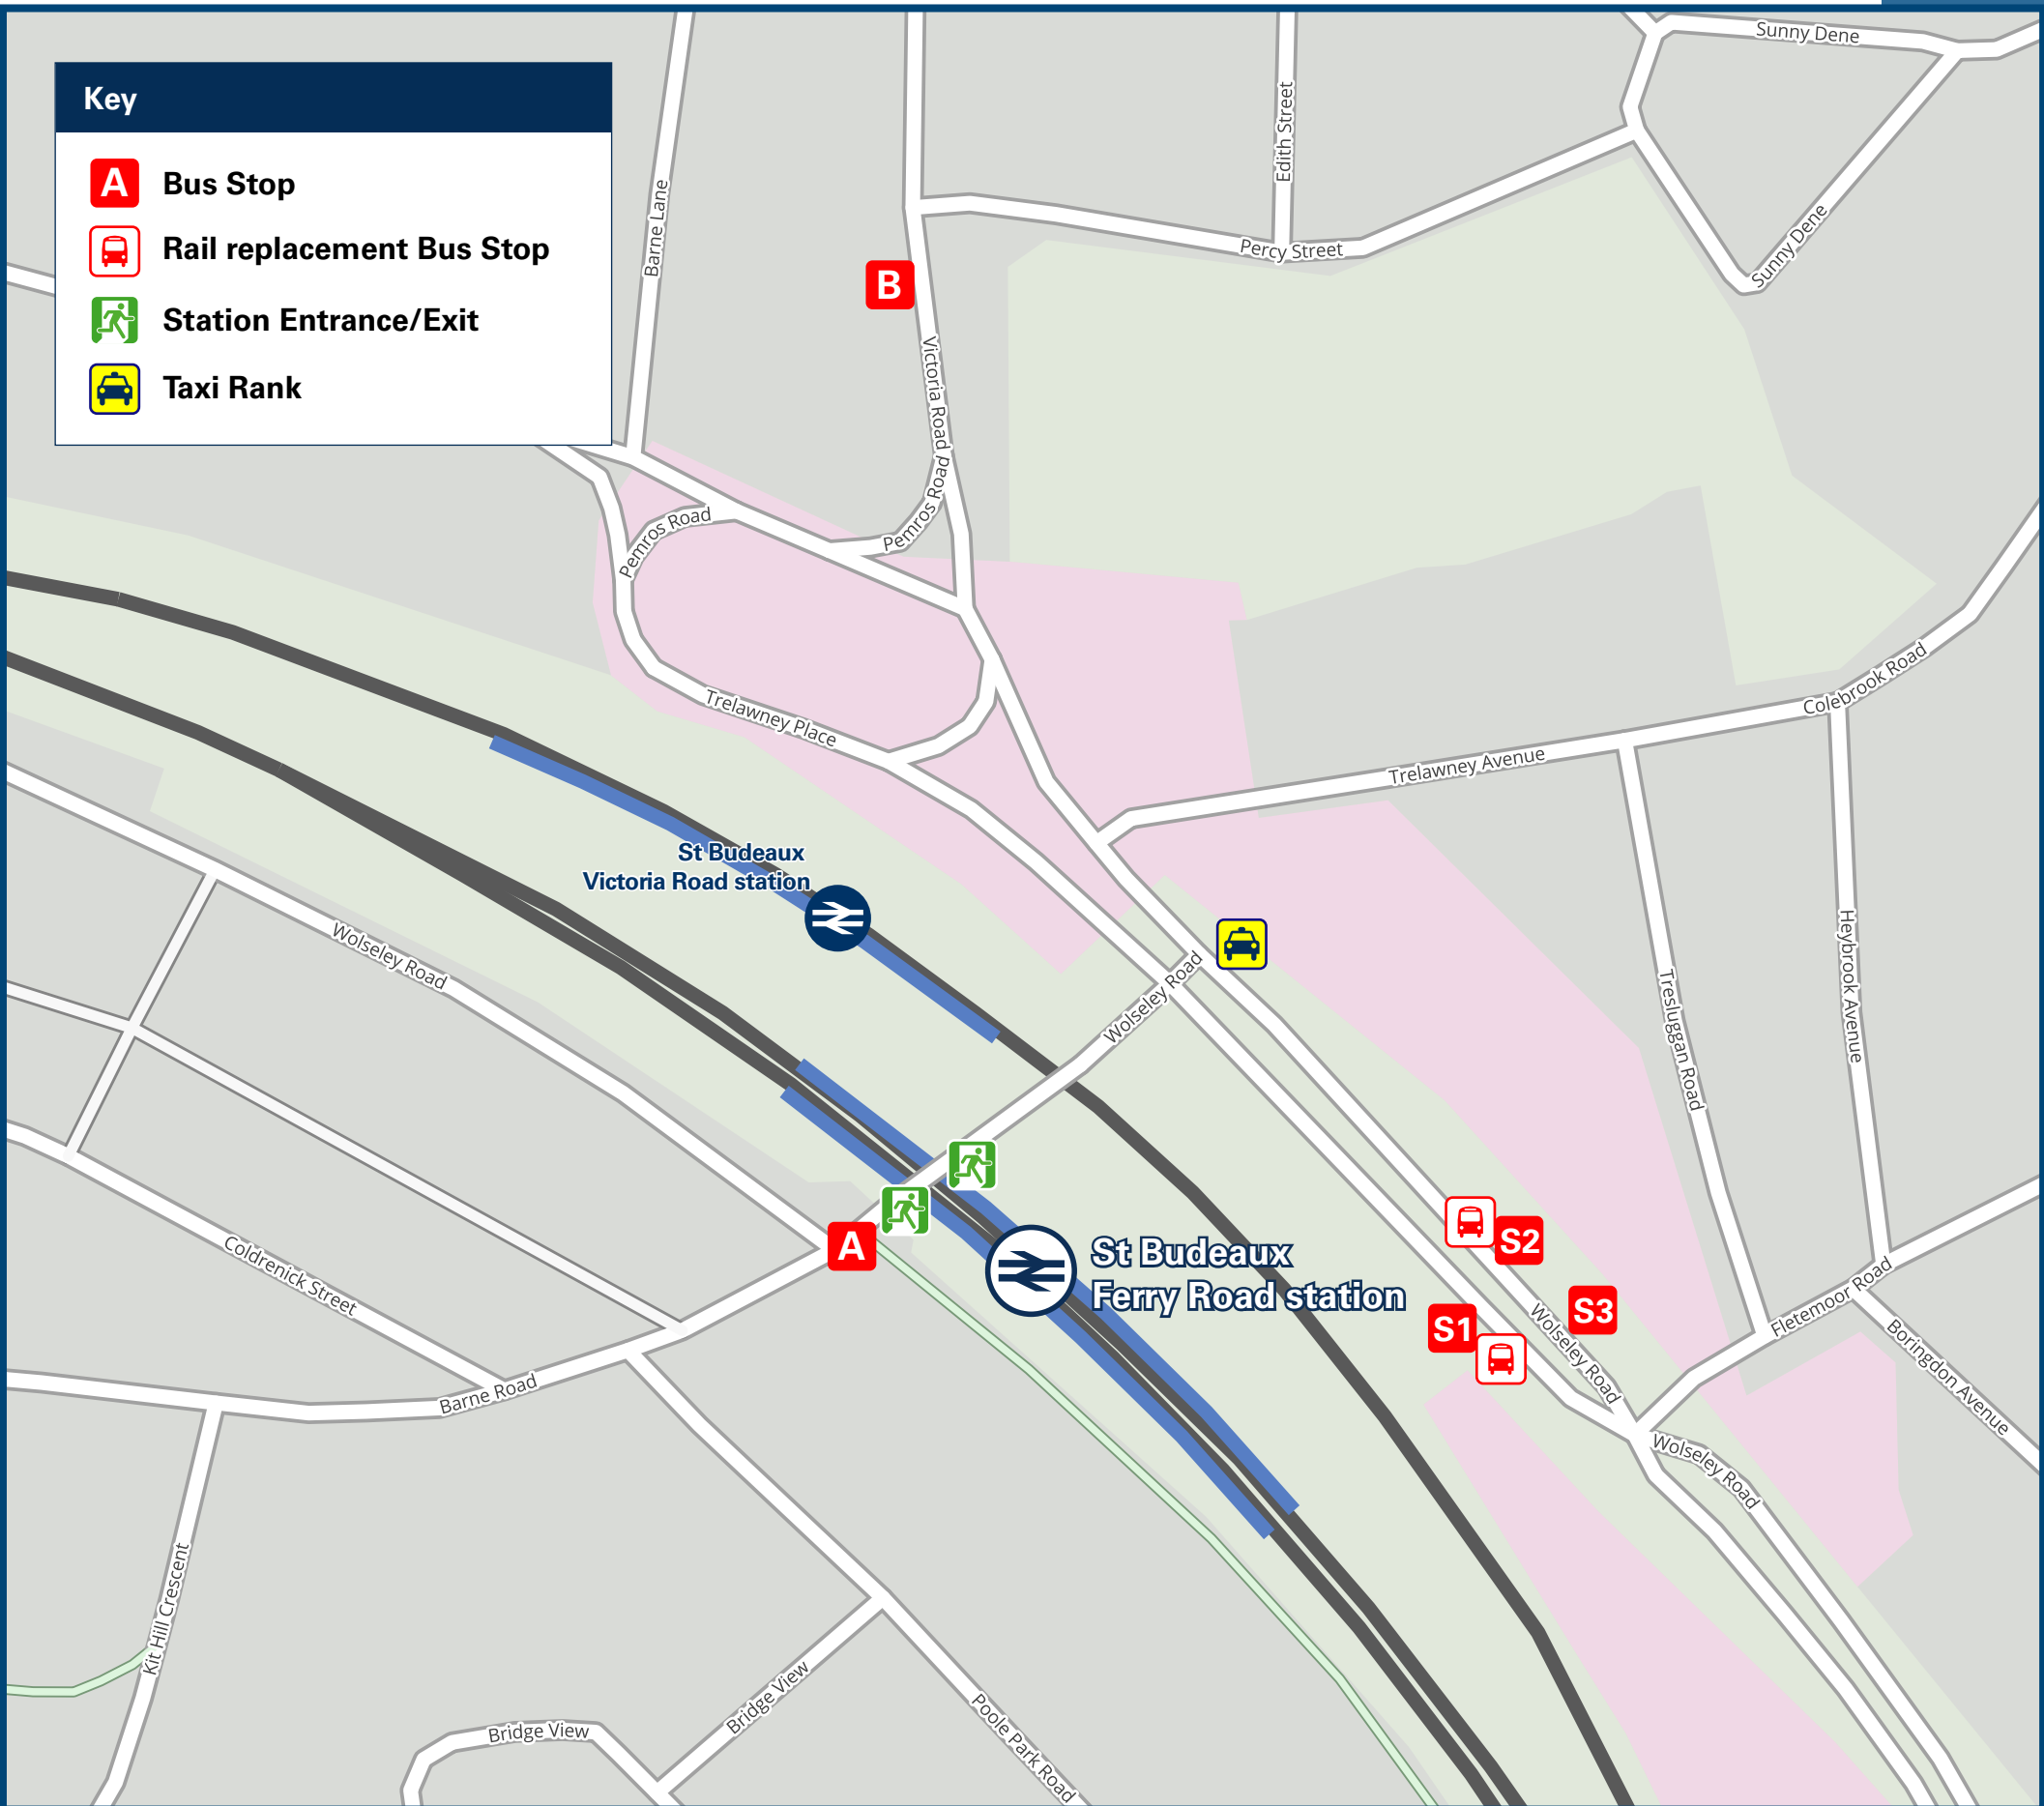 Key
A
Bus Stop
Rail replacement Bus Stop
Station Entrance/Exit
Taxi Rank
Sunny Dene
Edith Street
Barne Lane
Percy Street
Sunny Dene
B
Victoria Road
Pemros Road
Pemros Road
Trelawney Place
Colebrook Road
Trelawney Avenue
St Budeaux
Victoria Road station
Wolseley Road
Wolseley Road
Tresluggan Road
Heybrook Avenue
A
St Budeaux
Ferry Road station
S2
S3
S1
Wolseley Road
Fletemoor Road
Boringdon Avenue
Wolseley Road
Coldrenick Street
Barne Road
Kit Hill Crescent
Bridge View
Bridge View
Poole Park Road